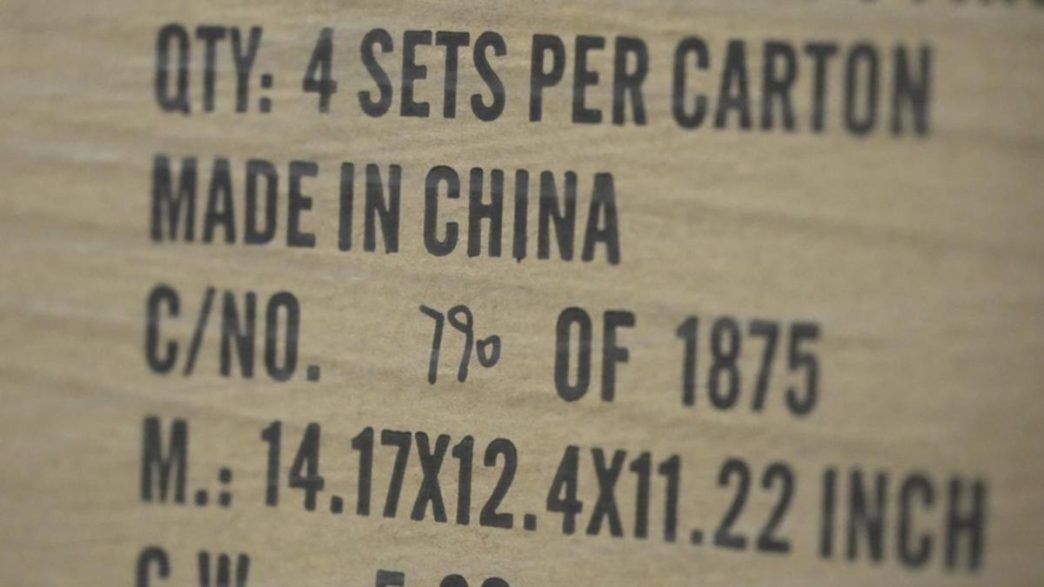 QTY: 4 SETS PER CARTON
MADE IN CHINA
C/NO. 790 OF 1875
M.: 14.17X12.4X11.22 INCH